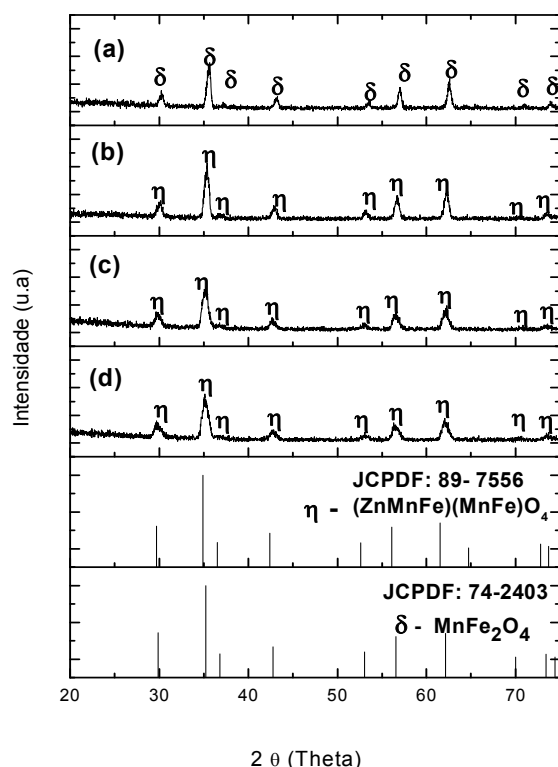 (a)
δ δ δ δ δ δ δ δ δ
(b)
η η η η η η η η η
(c)
η η η η η η η η η
(d)
η η η η η η η η η
JCPDF: 89- 7556
η - (ZnMnFe)(MnFe)O₄
JCPDF: 74-2403
δ - MnFe₂O₄
Intensidade (u.a)
20 30 40 50 60 70
2 θ (Theta)